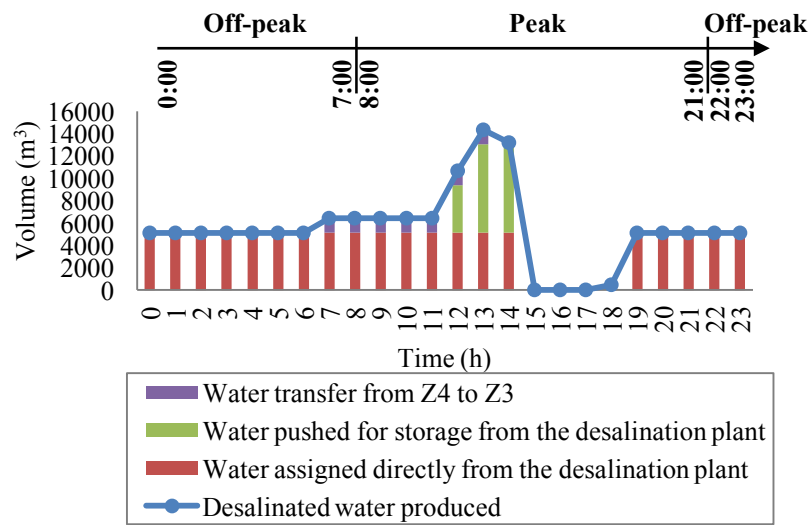 Off-peak Peak Off-peak
0:00 7:00 8:00 21:00 22:00 23:00
Volume (m³)
16000
14000
12000
10000
8000
6000
4000
2000
0
0 1 2 3 4 5 6 7 8 9 10 11 12 13 14 15 16 17 18 19 20 21 22 23
Time (h)
Water transfer from Z4 to Z3
Water pushed for storage from the desalination plant
Water assigned directly from the desalination plant
Desalinated water produced